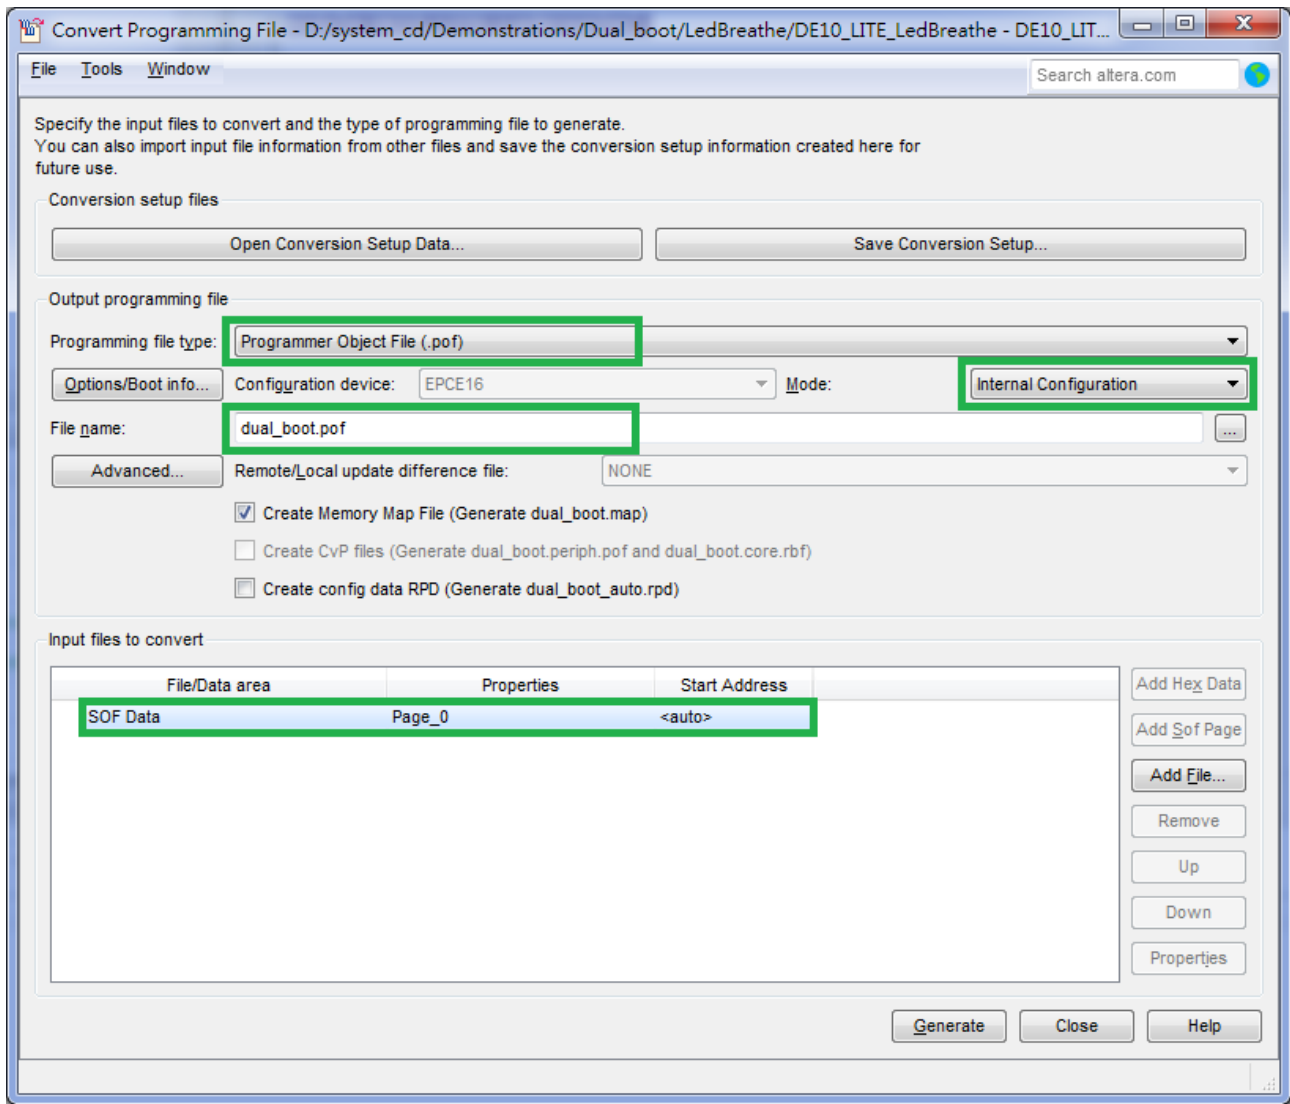 Convert Programming File - D:/system_cd/Demonstrations/Dual_boot/LedBreathe/DE10_LITE_LedBreathe - DE10_LIT...
File Tools Window
Search altera.com
Specify the input files to convert and the type of programming file to generate.
You can also import input file information from other files and save the conversion setup information created here for
future use.
Conversion setup files
Open Conversion Setup Data... Save Conversion Setup...
Output programming file
Programming file type: Programmer Object File (.pof)
Options/Boot info... Configuration device: EPCE16 Mode: Internal Configuration
File name: dual_boot.pof ...
Advanced... Remote/Local update difference file: NONE
Create Memory Map File (Generate dual_boot.map)
Create CvP files (Generate dual_boot.periph.pof and dual_boot.core.rbf)
Create config data RPD (Generate dual_boot_auto.rpd)
Input files to convert
File/Data area Properties Start Address
SOF Data Page_0 <auto>
Add Hex Data
Add Sof Page
Add File...
Remove
Up
Down
Properties
Generate Close Help